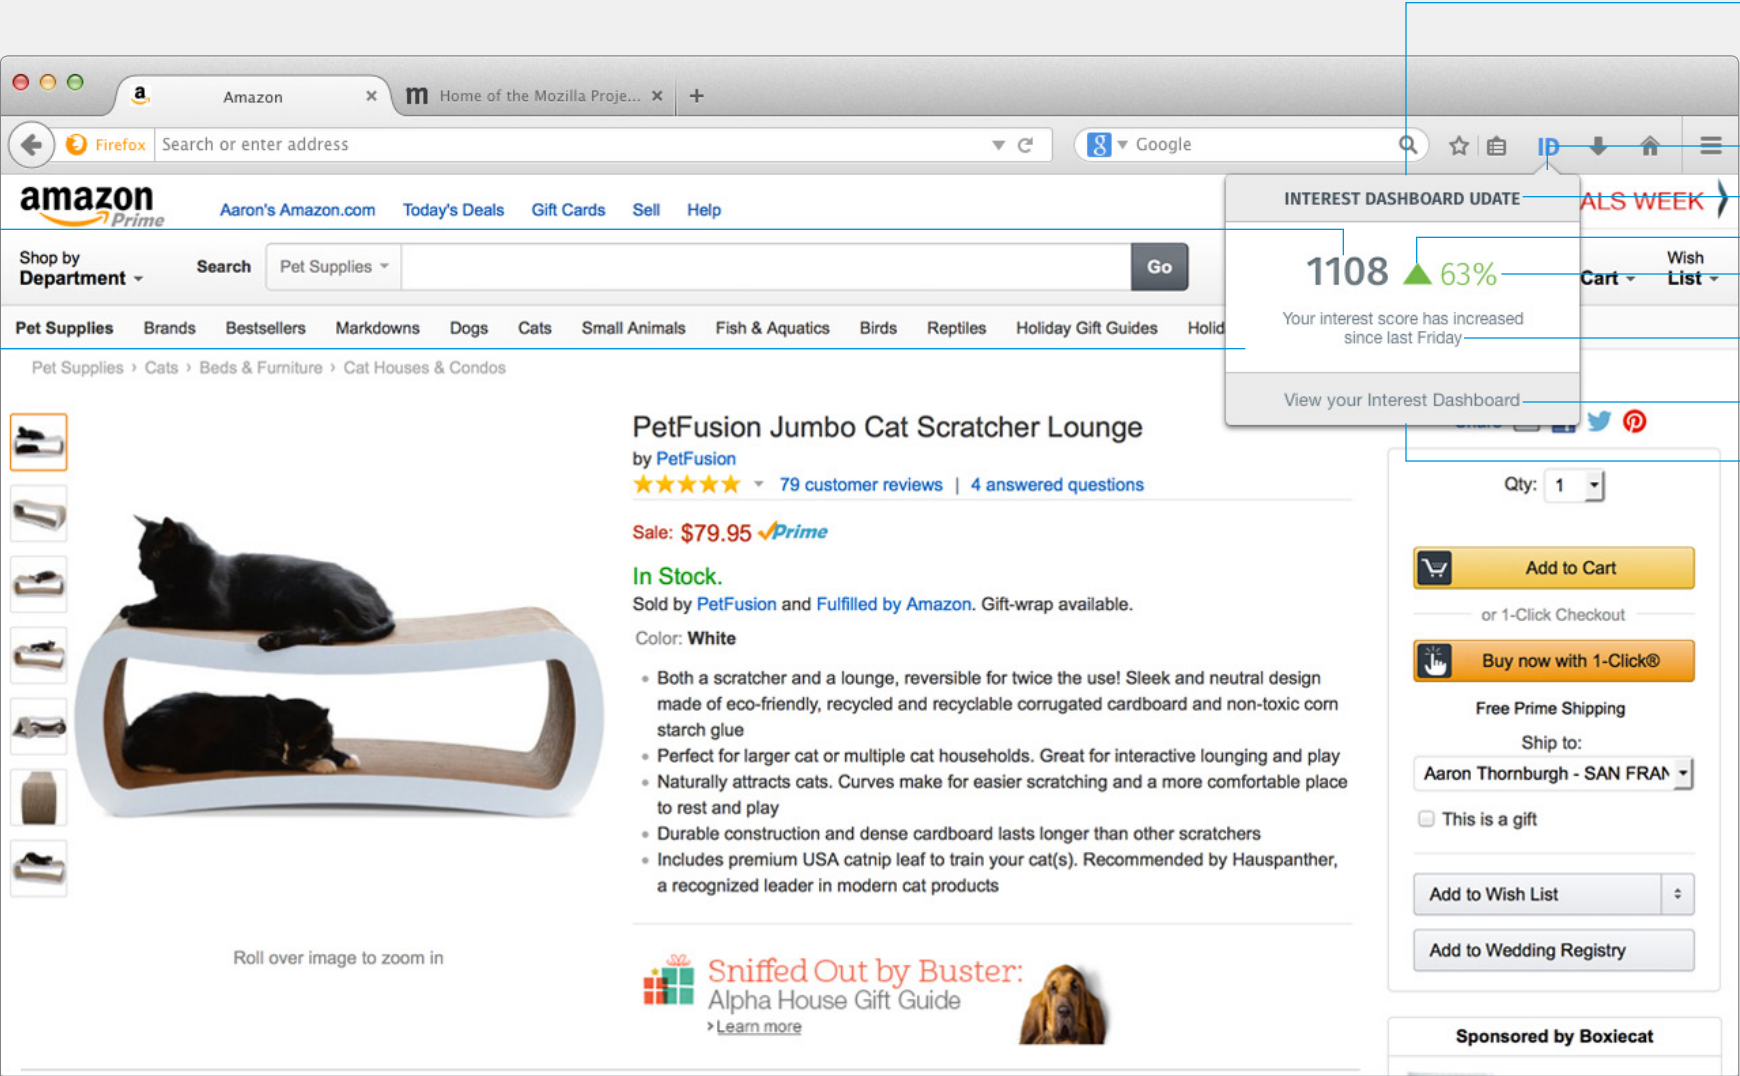 Amazon
Home of the Mozilla Proje...
Firefox
Search or enter address
Google
ID
amazon
Prime
Aaron's Amazon.com
Today's Deals
Gift Cards
Sell
Help
INTEREST DASHBOARD UDATE
ALS WEEK
Shop by
Department
Search
Pet Supplies
Go
1108
63%
Cart
Wish
List
Your interest score has increased
since last Friday
Pet Supplies
Brands
Bestsellers
Markdowns
Dogs
Cats
Small Animals
Fish & Aquatics
Birds
Reptiles
Holiday Gift Guides
Holid
Pet Supplies › Cats › Beds & Furniture › Cat Houses & Condos
View your Interest Dashboard
PetFusion Jumbo Cat Scratcher Lounge
by PetFusion
79 customer reviews | 4 answered questions
Sale: $79.95 Prime
In Stock.
Sold by PetFusion and Fulfilled by Amazon. Gift-wrap available.
Color: White
Both a scratcher and a lounge, reversible for twice the use! Sleek and neutral design
made of eco-friendly, recycled and recyclable corrugated cardboard and non-toxic corn
starch glue
Perfect for larger cat or multiple cat households. Great for interactive lounging and play
Naturally attracts cats. Curves make for easier scratching and a more comfortable place
to rest and play
Durable construction and dense cardboard lasts longer than other scratchers
Includes premium USA catnip leaf to train your cat(s). Recommended by Hauspanther,
a recognized leader in modern cat products
Roll over image to zoom in
Sniffed Out by Buster:
Alpha House Gift Guide
› Learn more
Qty: 1
Add to Cart
or 1-Click Checkout
Buy now with 1-Click®
Free Prime Shipping
Ship to:
Aaron Thornburgh - SAN FRAN
This is a gift
Add to Wish List
Add to Wedding Registry
Sponsored by Boxiecat